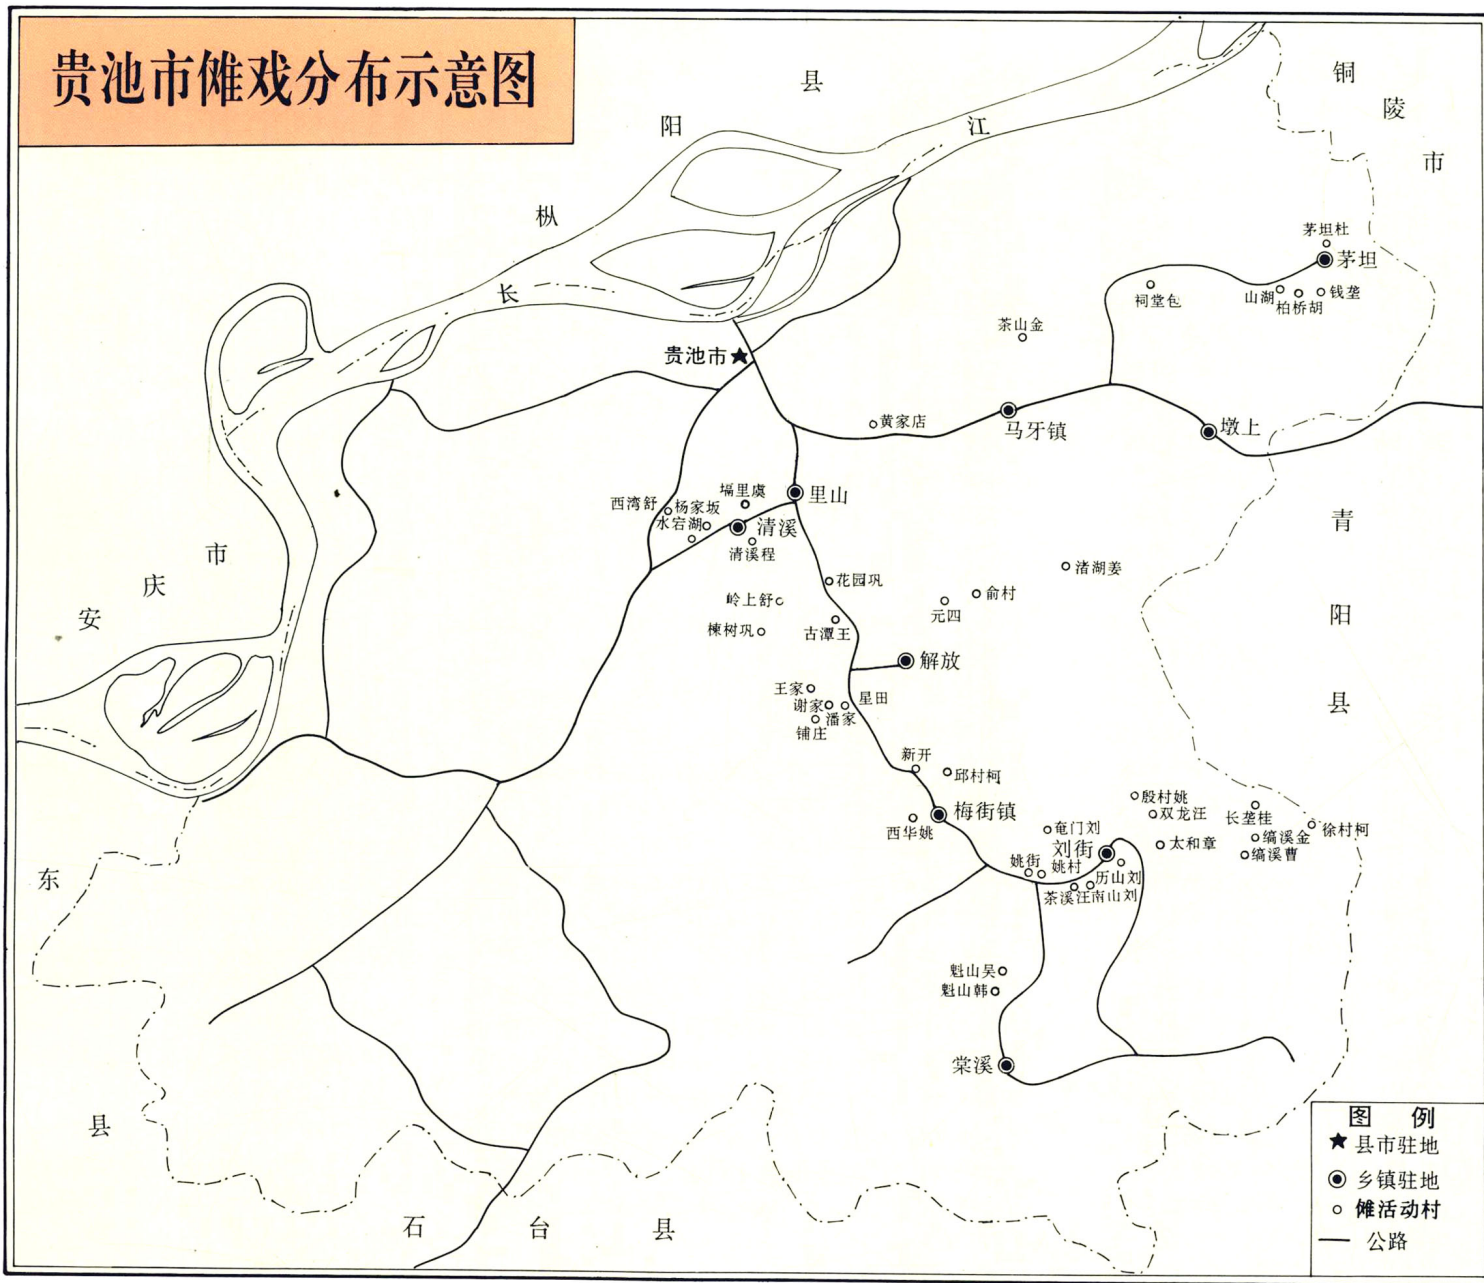 贵池市傩戏分布示意图
枞阳县
铜陵市
长江
茅坦杜
茅坦
祠堂包
山湖
柏桥胡
钱垄
茶山金
贵池市
黄家店
马牙镇
墩上
西湾舒
杨家坂
塥里虞
里山
水宕湖
清溪
清溪程
青阳县
安庆市
花园巩
渚湖姜
岭上舒
元四
俞村
楝树巩
古潭王
解放
王家
谢家
潘家
星田
铺庄
新开
邱村柯
殷村姚
双龙汪
长垄桂
徐村柯
梅街镇
西华姚
奄门刘
刘街
太和章
缟溪金
缟溪曹
姚街
姚村
历山刘
茶溪汪
南山刘
东
县
魁山吴
魁山韩
棠溪
石台县
图例
县市驻地
乡镇驻地
傩活动村
公路